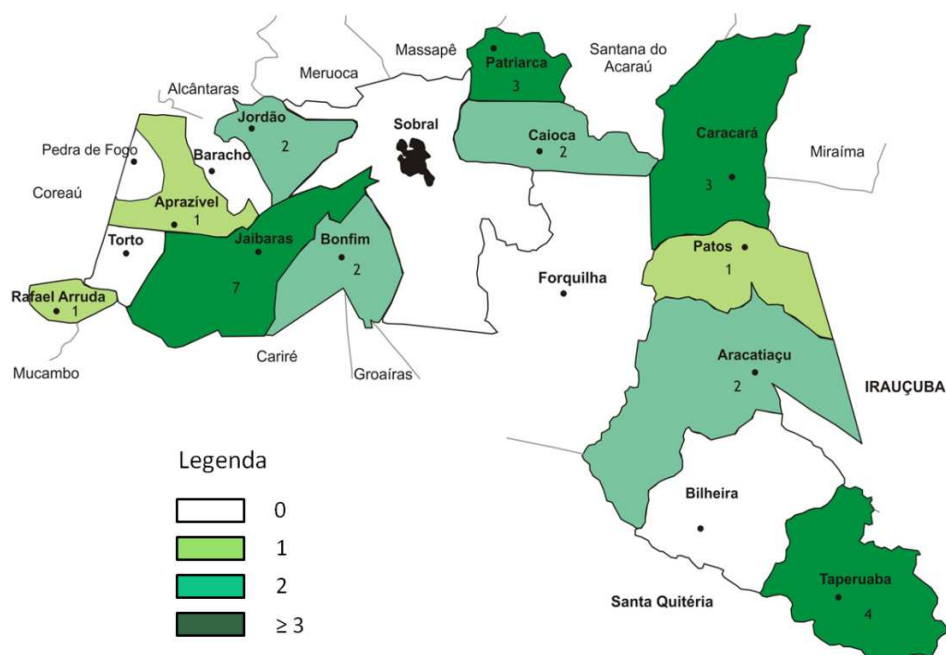 Massapê
Patriarca
3
Santana do
Acaraú
Meruoca
Alcântaras
Jordão
2
Sobral
Caioca
2
Caracará
3
Miraíma
Pedra de Fogo
Baracho
Coreaú
Aprazível
1
Torto
Jaibaras
7
Bonfim
2
Patos
1
Forquilha
Rafael Arruda
1
Mucambo
Cariré
Groaíras
Aracatiaçu
2
IRAUÇUBA
Legenda
0
1
2
≥ 3
Bilheira
Santa Quitéria
Taperuaba
4